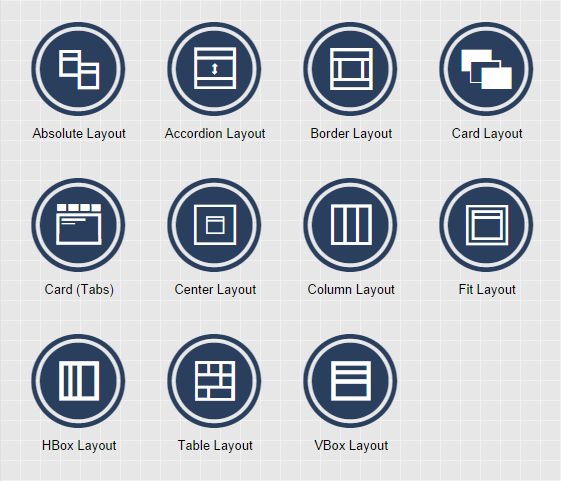 Absolute Layout
Accordion Layout
Border Layout
Card Layout
Card (Tabs)
Center Layout
Column Layout
Fit Layout
HBox Layout
Table Layout
VBox Layout